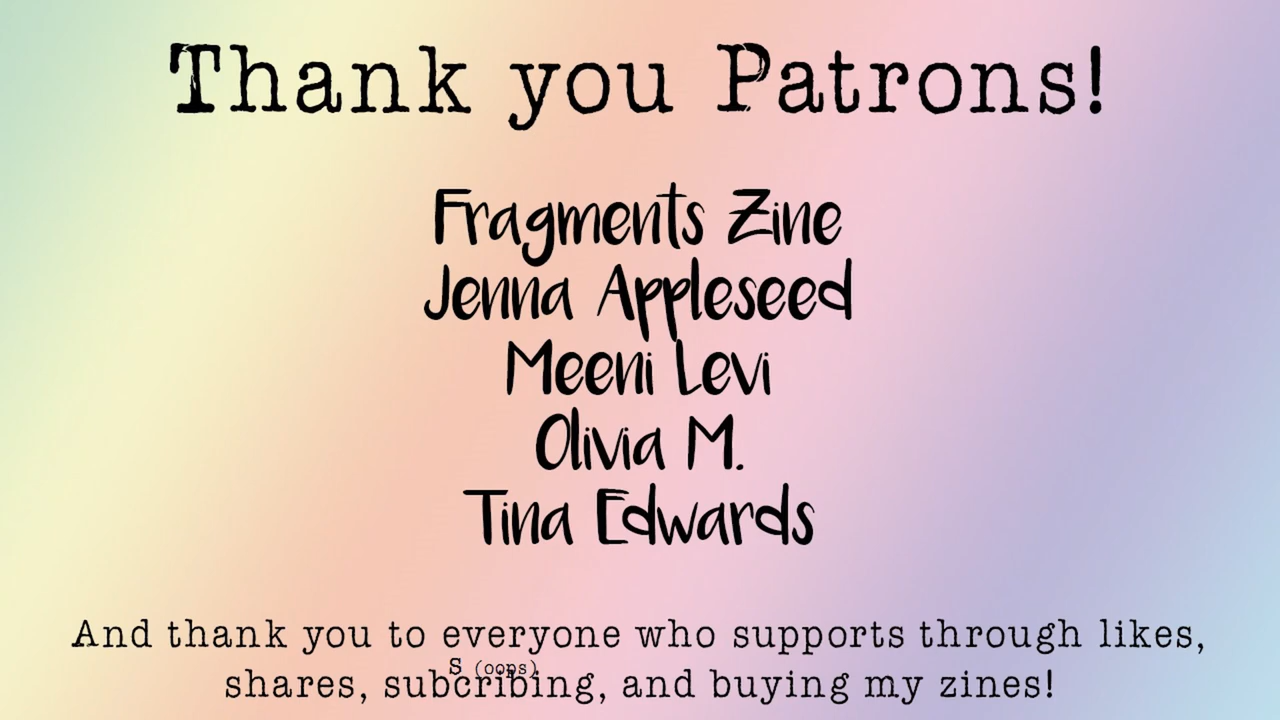 Thank you Patrons!
Fragments Zine
Jenna Appleseed
Meeni Levi
Olivia M.
Tina Edwards
And thank you to everyone who supports through likes,
s (oops)
shares, subcribing, and buying my zines!